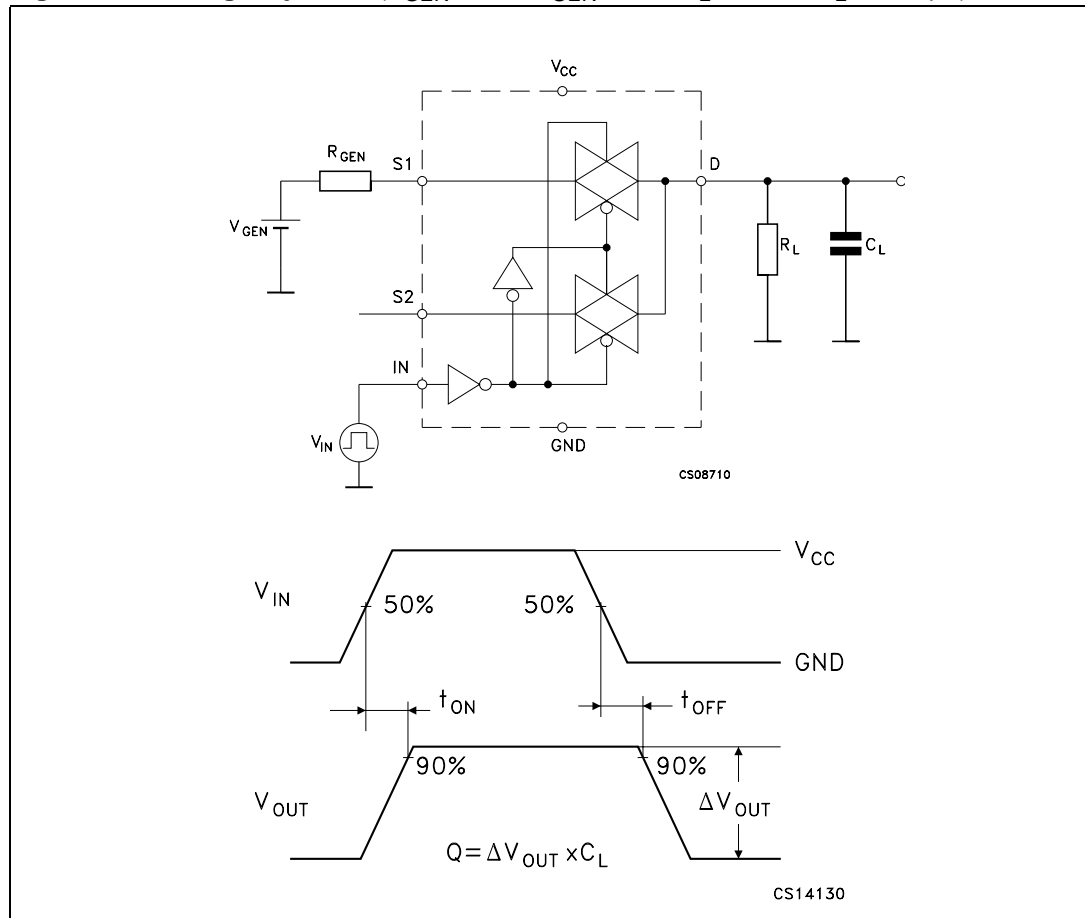 V_CC
R_GEN
S1
D
V_GEN
R_L
C_L
S2
IN
V_IN
GND
CS08710
V_CC
V_IN
50%
50%
GND
t_ON
t_OFF
90%
90%
V_OUT
ΔV_OUT
Q=ΔV_OUT xC_L
CS14130